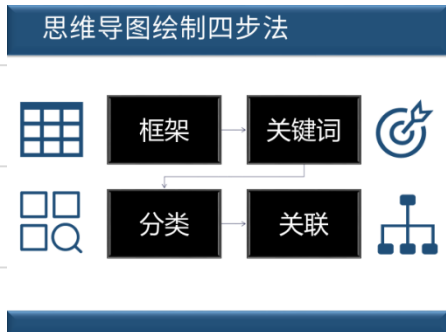 思维导图绘制四步法
框架
关键词
分类
关联